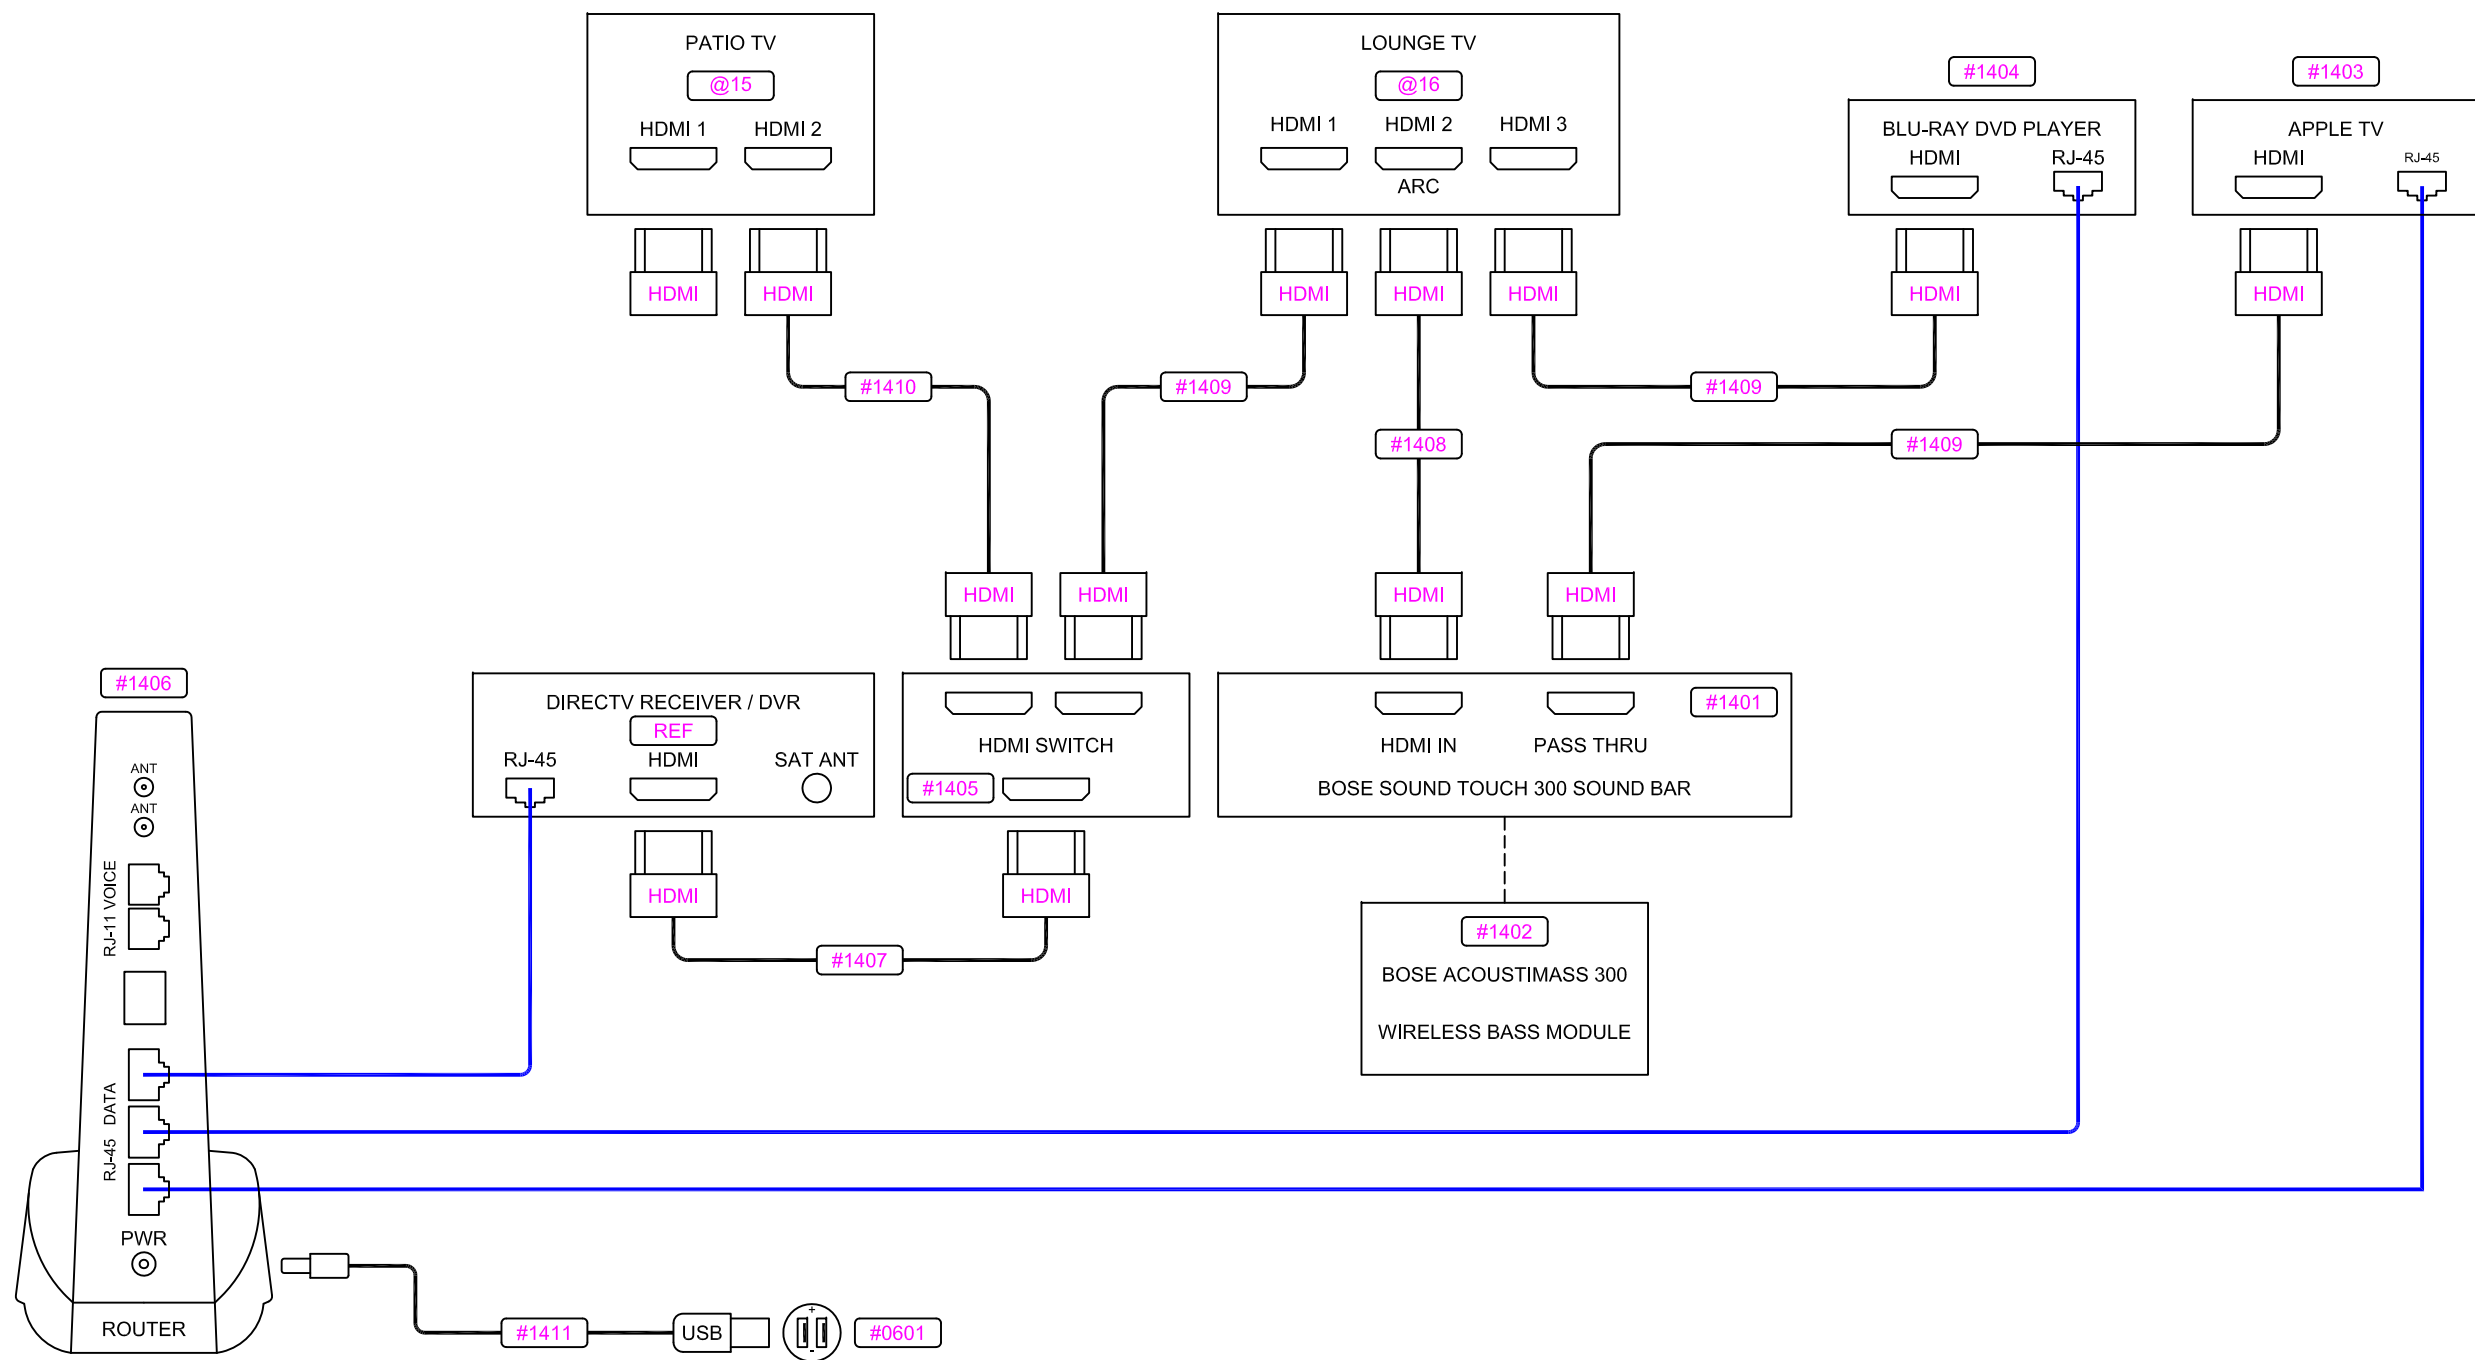 PATIO TV
@15
HDMI 1 HDMI 2
HDMI HDMI
LOUNGE TV
@16
HDMI 1 HDMI 2 HDMI 3
ARC
HDMI HDMI HDMI
#1404
BLU-RAY DVD PLAYER
HDMI RJ-45
HDMI
#1403
APPLE TV
HDMI RJ-45
HDMI
#1410 #1409 #1409
#1408 #1409
HDMI HDMI HDMI HDMI
#1406
ANT
ANT
RJ-11 VOICE
RJ-45 DATA
PWR
ROUTER
DIRECTV RECEIVER / DVR
REF
RJ-45 HDMI SAT ANT
HDMI
HDMI SWITCH
#1405
HDMI
#1407
#1401
HDMI IN PASS THRU
BOSE SOUND TOUCH 300 SOUND BAR
#1402
BOSE ACOUSTIMASS 300
WIRELESS BASS MODULE
#1411 USB + - #0601